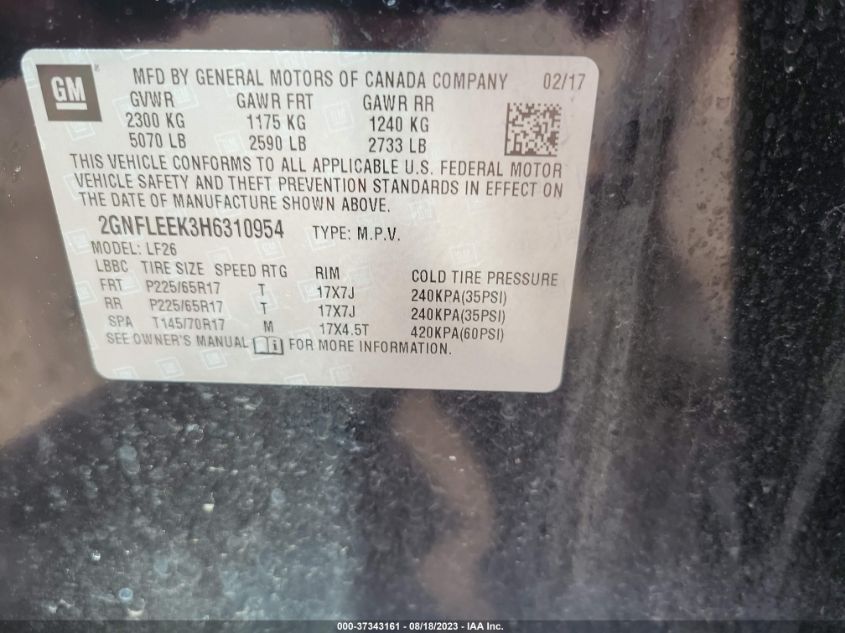 GM
MFD BY GENERAL MOTORS OF CANADA COMPANY 02/17
GVWR GAWR FRT GAWR RR
2300 KG 1175 KG 1240 KG
5070 LB 2590 LB 2733 LB
THIS VEHICLE CONFORMS TO ALL APPLICABLE U.S. FEDERAL MOTOR
VEHICLE SAFETY AND THEFT PREVENTION STANDARDS IN EFFECT ON
THE DATE OF MANUFACTURE SHOWN ABOVE.
2GNFLEEK3H6310954 TYPE: M.P.V.
MODEL: LF26
LBBC TIRE SIZE SPEED RTG RIM COLD TIRE PRESSURE
FRT P225/65R17 T 17X7J 240KPA(35PSI)
RR P225/65R17 T 17X7J 240KPA(35PSI)
SPA T145/70R17 M 17X4.5T 420KPA(60PSI)
SEE OWNER'S MANUAL FOR MORE INFORMATION.
000-37343161 - 08/18/2023 - IAA Inc.